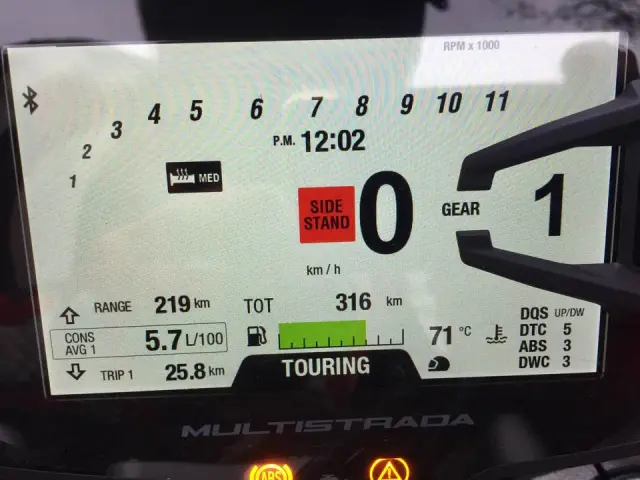 RPM x 1000
1 2 3 4 5 6 7 8 9 10 11
P.M. 12:02
MED
SIDE
STAND
0
km / h
GEAR 1
RANGE 219 km
CONS
AVG 1 5.7 L/100
TRIP 1 25.8 km
TOT 316 km
71 °C
TOURING
DQS UP/DW
DTC 5
ABS 3
DWC 3
MULTISTRADA
ABS